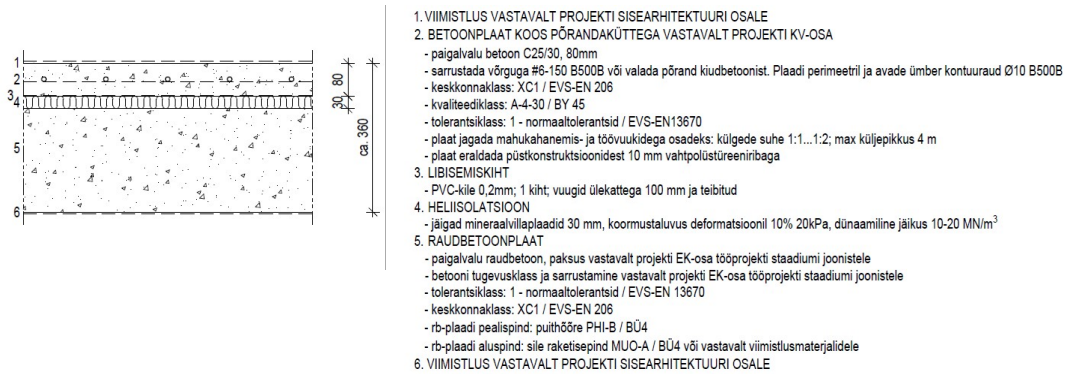 1
2
3
4
5
6
80
30
ca. 360
1. VIIMISTLUS VASTAVALT PROJEKTI SISEARHITEKTUURI OSALE
2. BETOONPLAAT KOOS PÕRANDAKÜTTEGA VASTAVALT PROJEKTI KV-OSA
- paigalvalu betoon C25/30, 80mm
- sarrustada võrguga #6-150 B500B või valada põrand kiudbetoonist. Plaadi perimeetril ja avade ümber kontuuraud Ø10 B500B
- keskkonnaklass: XC1 / EVS-EN 206
- kvaliteediklass: A-4-30 / BY 45
- tolerantsiklass: 1 - normaaltolerantsid / EVS-EN13670
- plaat jagada mahukahanemis- ja töövuukidega osadeks: külgede suhe 1:1...1:2; max küljepikkus 4 m
- plaat eraldada püstkonstruktsioonidest 10 mm vahtpolüstüreeniribaga
3. LIBISEMISKIHT
- PVC-kile 0,2mm; 1 kiht; vuugid ülekattega 100 mm ja teibitud
4. HELIISOLATSIOON
- jäigad mineraalvillaplaadid 30 mm, koormustaluvus deformatsioonil 10% 20kPa, dünaamiline jäikus 10-20 MN/m³
5. RAUDBETOONPLAAT
- paigalvalu raudbetoon, paksus vastavalt projekti EK-osa tööprojekti staadiumi joonistele
- betooni tugevusklass ja sarrustamine vastavalt projekti EK-osa tööprojekti staadiumi joonistele
- tolerantsiklass: 1 - normaaltolerantsid / EVS-EN 13670
- keskkonnaklass: XC1 / EVS-EN 206
- rb-plaadi pealispind: puithõõre PHI-B / BÜ4
- rb-plaadi aluspind: sile raketisepind MUO-A / BÜ4 või vastavalt viimistlusmaterjalidele
6. VIIMISTLUS VASTAVALT PROJEKTI SISEARHITEKTUURI OSALE